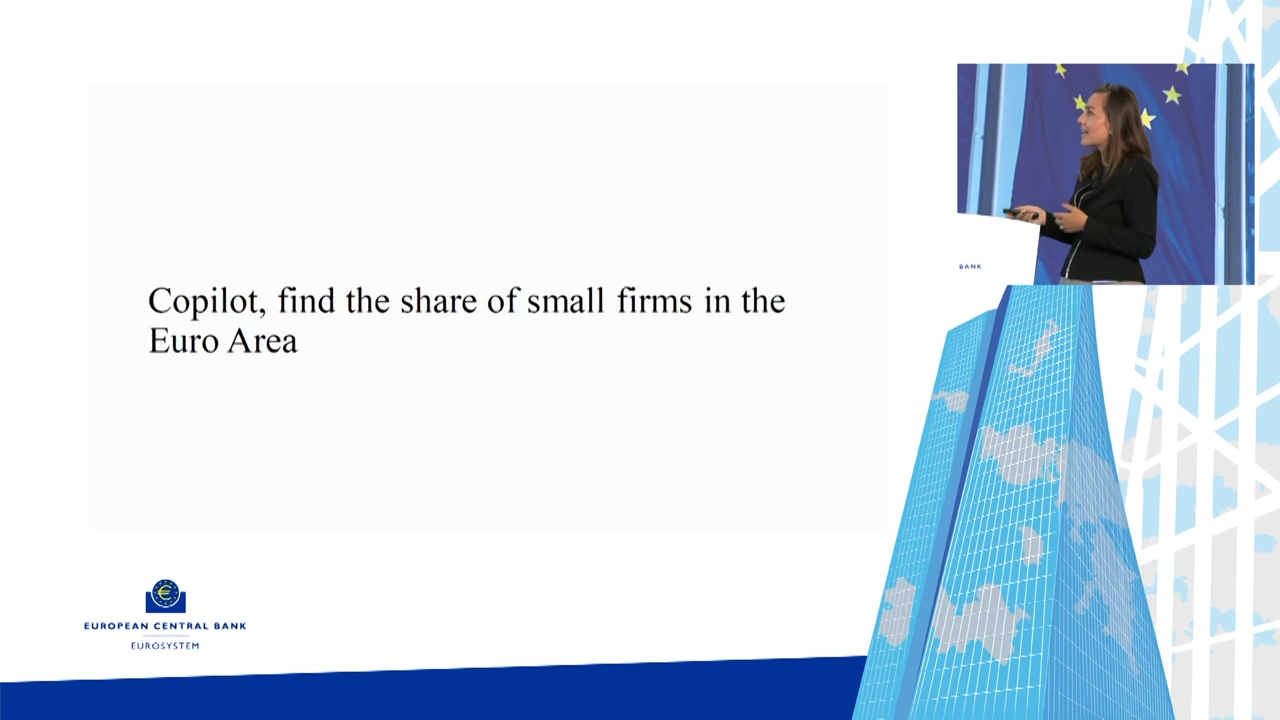 Copilot, find the share of small firms in the
Euro Area
BANK
EUROPEAN CENTRAL BANK
EUROSYSTEM